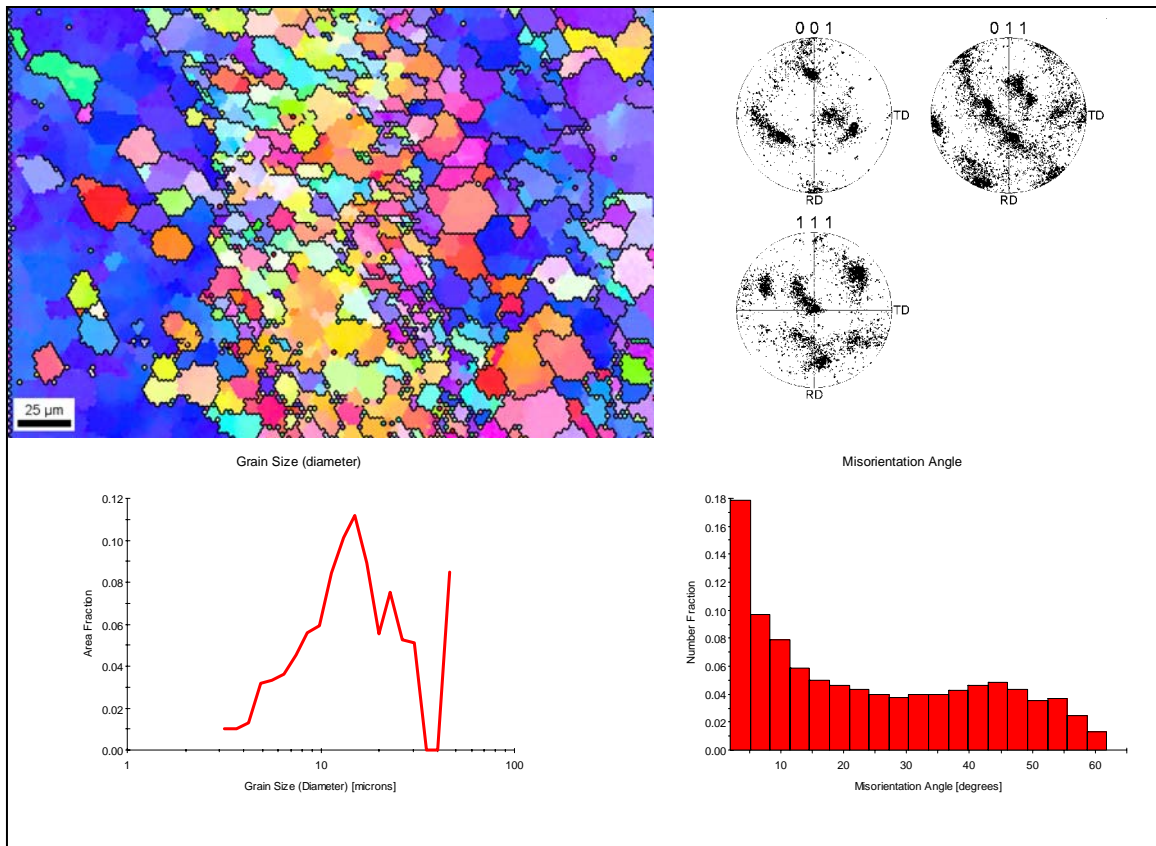 0 0 1
TD
RD
0 1 1
TD
RD
1 1 1
TD
RD
25 µm
Grain Size (diameter)
0.12
0.10
0.08
0.06
0.04
0.02
0.00
Area Fraction
1 10 100
Grain Size (Diameter) [microns]
Misorientation Angle
0.18
0.16
0.14
0.12
0.10
0.08
0.06
0.04
0.02
0.00
Number Fraction
10 20 30 40 50 60
Misorientation Angle [degrees]